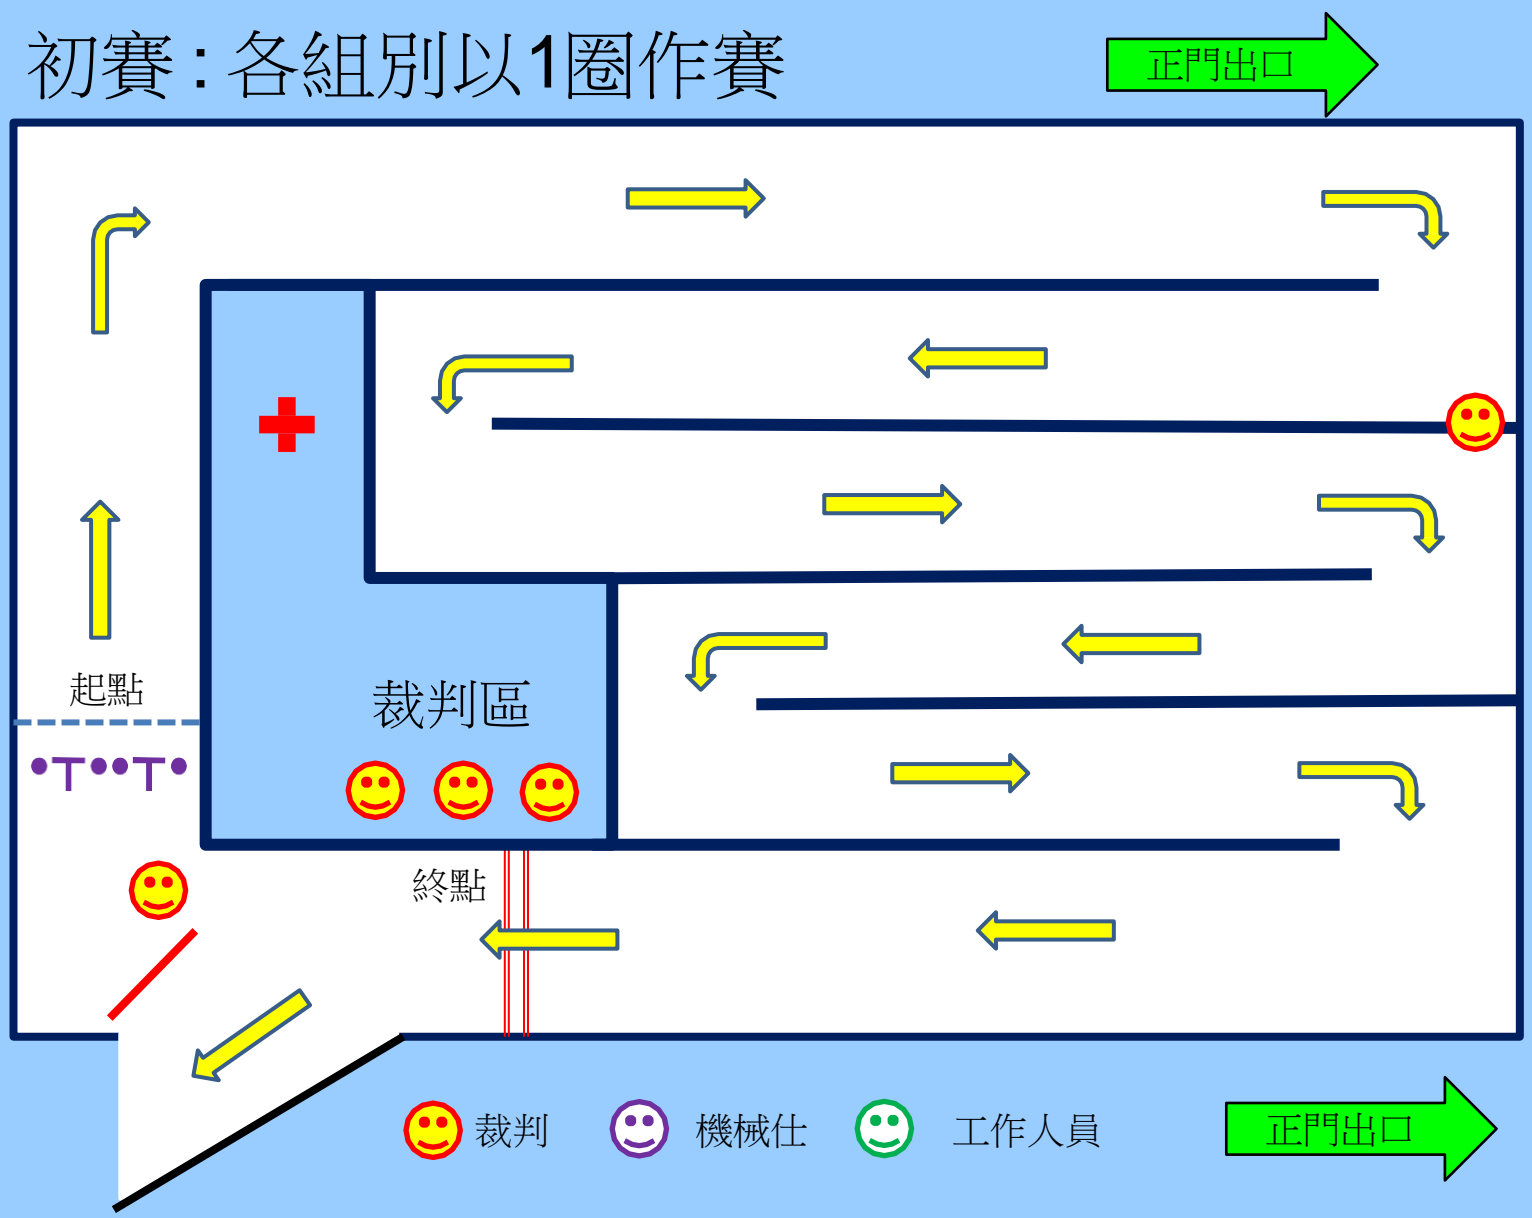 初賽 : 各組別以1圈作賽
正門出口
起點
裁判區
終點
裁判
機械仕
工作人員
正門出口